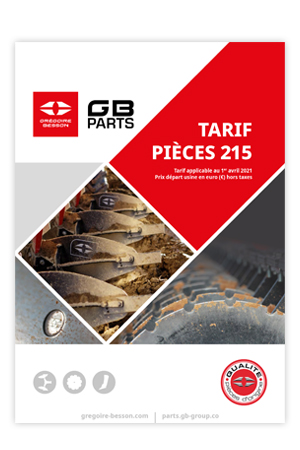 GREGOIRE
BESSON
GB
PARTS
TARIF
PIÈCES 215
Tarif applicable au 1er avril 2021
Prix départ usine en euro (€) hors taxes
QUALITÉ
pièces d'origine
gregoire-besson.com | parts.gb-group.co